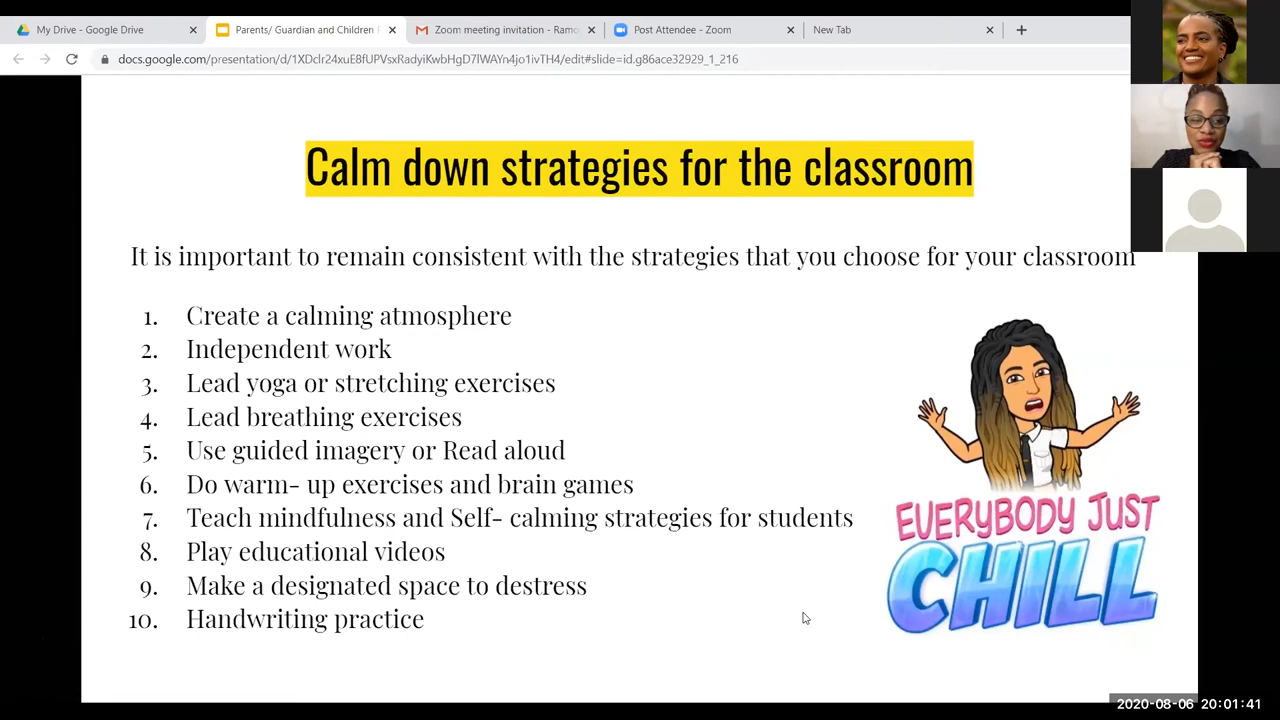 My Drive - Google Drive
Parents/ Guardian and Children F
Zoom meeting invitation - Ramo
Post Attendee - Zoom
New Tab
docs.google.com/presentation/d/1XDclr24xuE8fUPVsxRadyiKwbHgD7lWRZh4jo1ivTH4/edit#slide=id.g86ace32929_1_216
Calm down strategies for the classroom
It is important to remain consistent with the strategies that you choose for your classroom
1. Create a calming atmosphere
2. Independent work
3. Lead yoga or stretching exercises
4. Lead breathing exercises
5. Use guided imagery or Read aloud
6. Do warm- up exercises and brain games
7. Teach mindfulness and Self- calming strategies for students
8. Play educational videos
9. Make a designated space to destress
10. Handwriting practice
EVERYBODY JUST
CHILL
2020-08-06 20:01:41